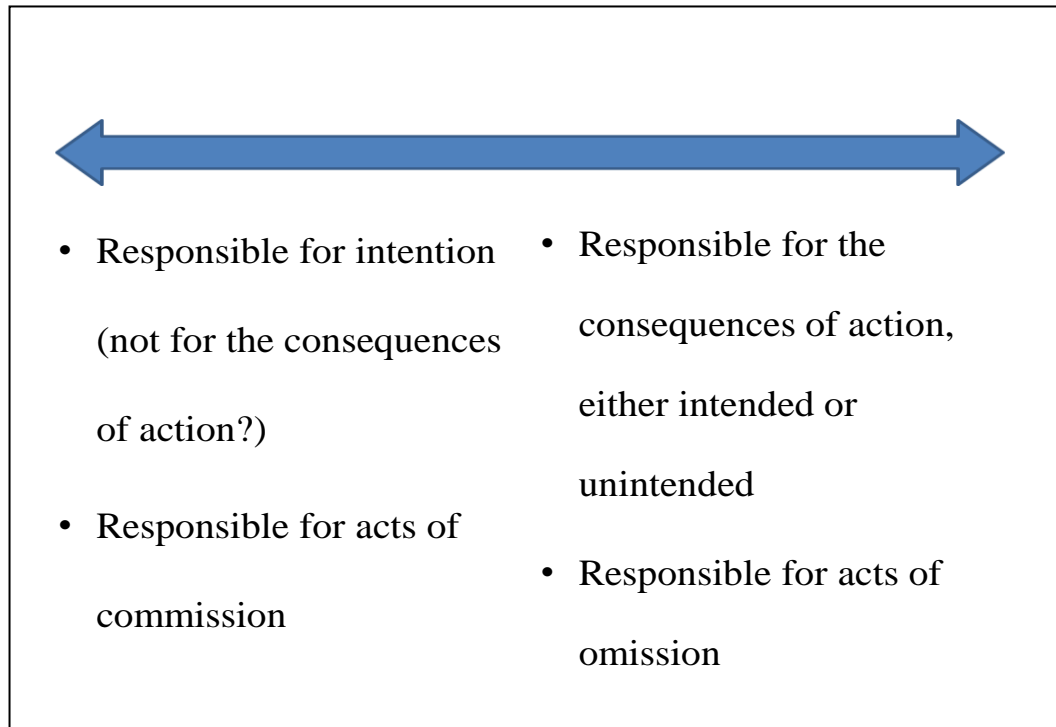 • Responsible for intention
(not for the consequences
of action?)
• Responsible for acts of
commission
• Responsible for the
consequences of action,
either intended or
unintended
• Responsible for acts of
omission